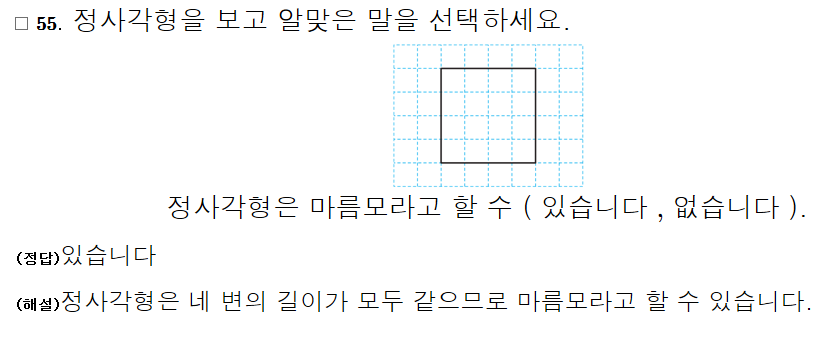 □ 55. 정사각형을 보고 알맞은 말을 선택하세요.
정사각형은 마름모라고 할 수 ( 있습니다 , 없습니다 ).
(정답)있습니다
(해설)정사각형은 네 변의 길이가 모두 같으므로 마름모라고 할 수 있습니다.